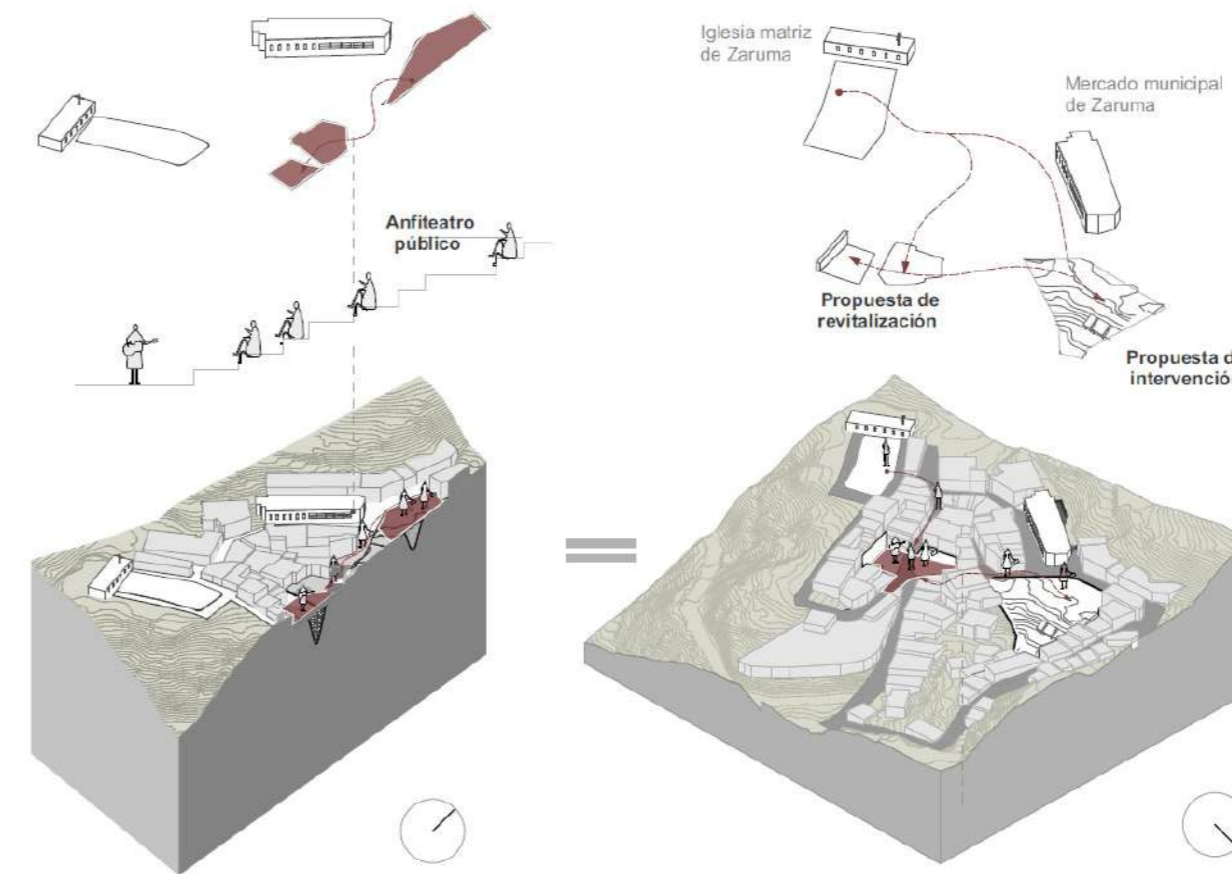 Iglesia matriz
de Zaruma
Mercado municipal
de Zaruma
Anfiteatro
público
Propuesta de
revitalización
Propuesta d
intervenció